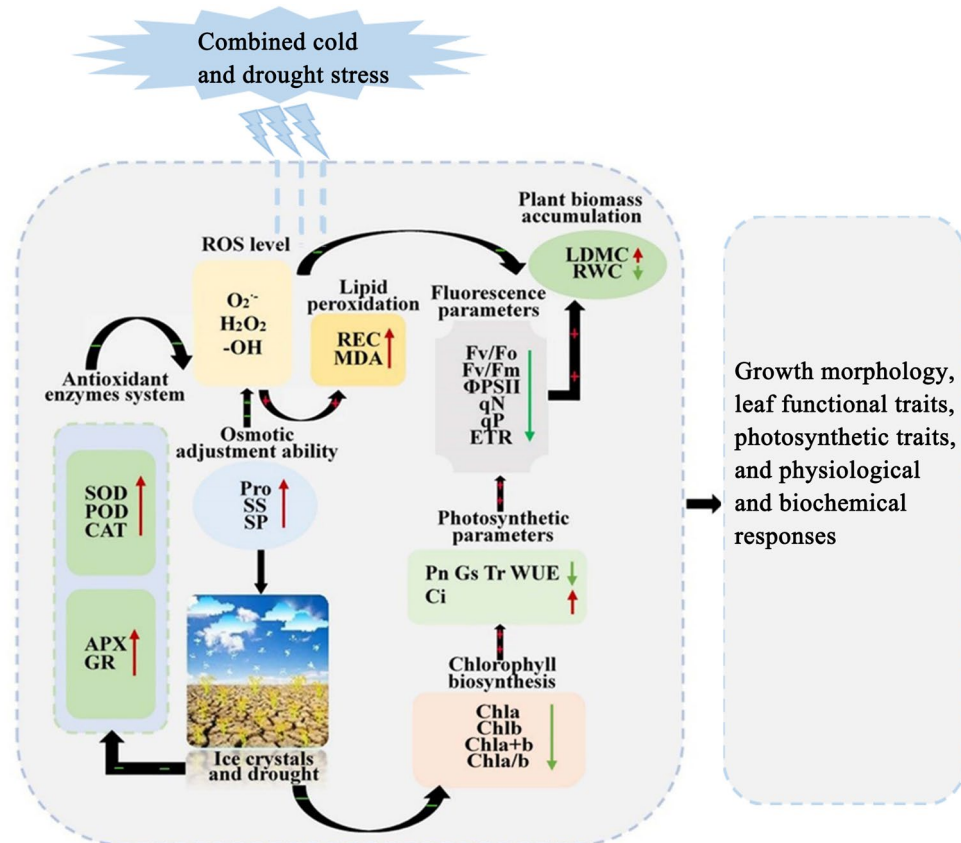 Combined cold
and drought stress
Plant biomass
accumulation
LDMC
RWC
ROS level
O₂·-
H₂O₂
-OH
Lipid
peroxidation
REC
MDA
Fluorescence
parameters
Fv/Fo
Fv/Fm
ΦPSII
qN
qP
ETR
Antioxidant
enzymes system
SOD
POD
CAT
APX
GR
Osmotic
adjustment ability
Pro
SS
SP
Ice crystals
and drought
Photosynthetic
parameters
Pn Gs Tr WUE
Ci
Chlorophyll
biosynthesis
Chla
Chlb
Chla+b
Chla/b
Growth morphology,
leaf functional traits,
photosynthetic traits,
and physiological
and biochemical
responses